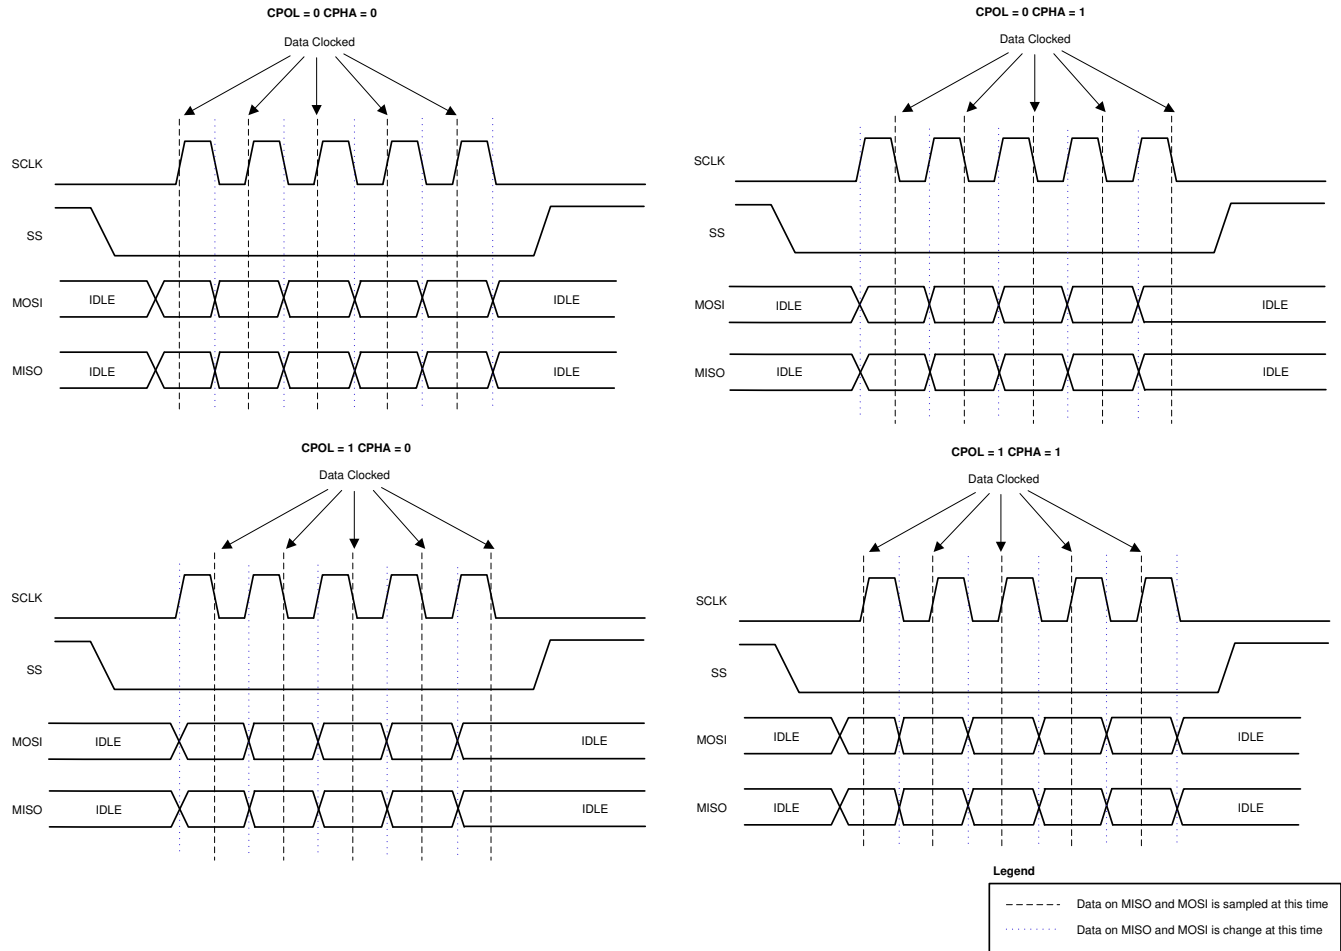 CPOL = 0 CPHA = 0
Data Clocked
SCLK
SS
MOSI
IDLE
IDLE
MISO
IDLE
IDLE
CPOL = 0 CPHA = 1
Data Clocked
SCLK
SS
MOSI
IDLE
IDLE
MISO
IDLE
IDLE
CPOL = 1 CPHA = 0
Data Clocked
SCLK
SS
MOSI
IDLE
IDLE
MISO
IDLE
IDLE
CPOL = 1 CPHA = 1
Data Clocked
SCLK
SS
MOSI
IDLE
IDLE
MISO
IDLE
IDLE
Legend
Data on MISO and MOSI is sampled at this time
Data on MISO and MOSI is change at this time